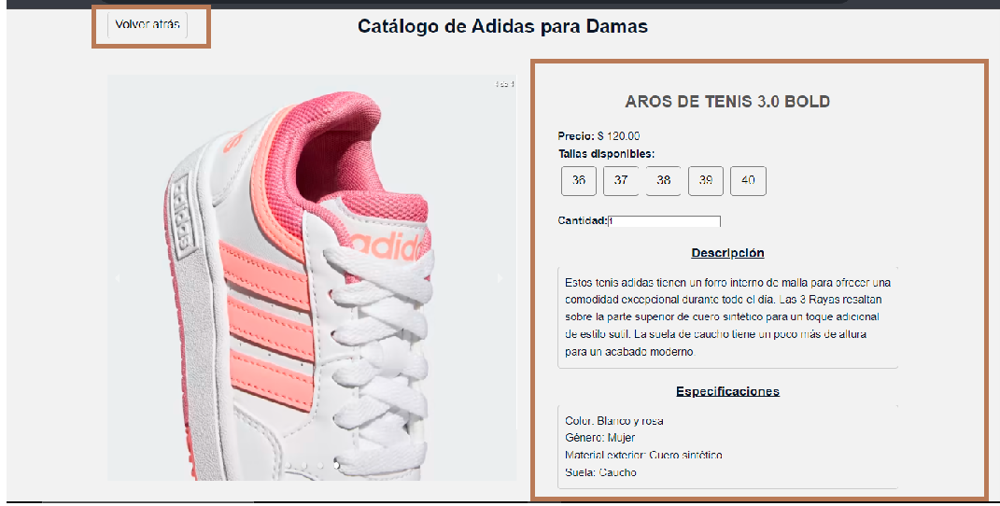 Volver atrás
Catálogo de Adidas para Damas
AROS DE TENIS 3.0 BOLD
Precio: $ 120.00
Tallas disponibles:
36 37 38 39 40
Cantidad: 1
Descripción
Estos tenis adidas tienen un forro interno de malla para ofrecer una
comodidad excepcional durante todo el día. Las 3 Rayas resaltan
sobre la parte superior de cuero sintético para un toque adicional
de estilo sutil. La suela de caucho tiene un poco más de altura
para un acabado moderno.
Especificaciones
Color: Blanco y rosa
Género: Mujer
Material exterior: Cuero sintético
Suela: Caucho
adidas
adidas